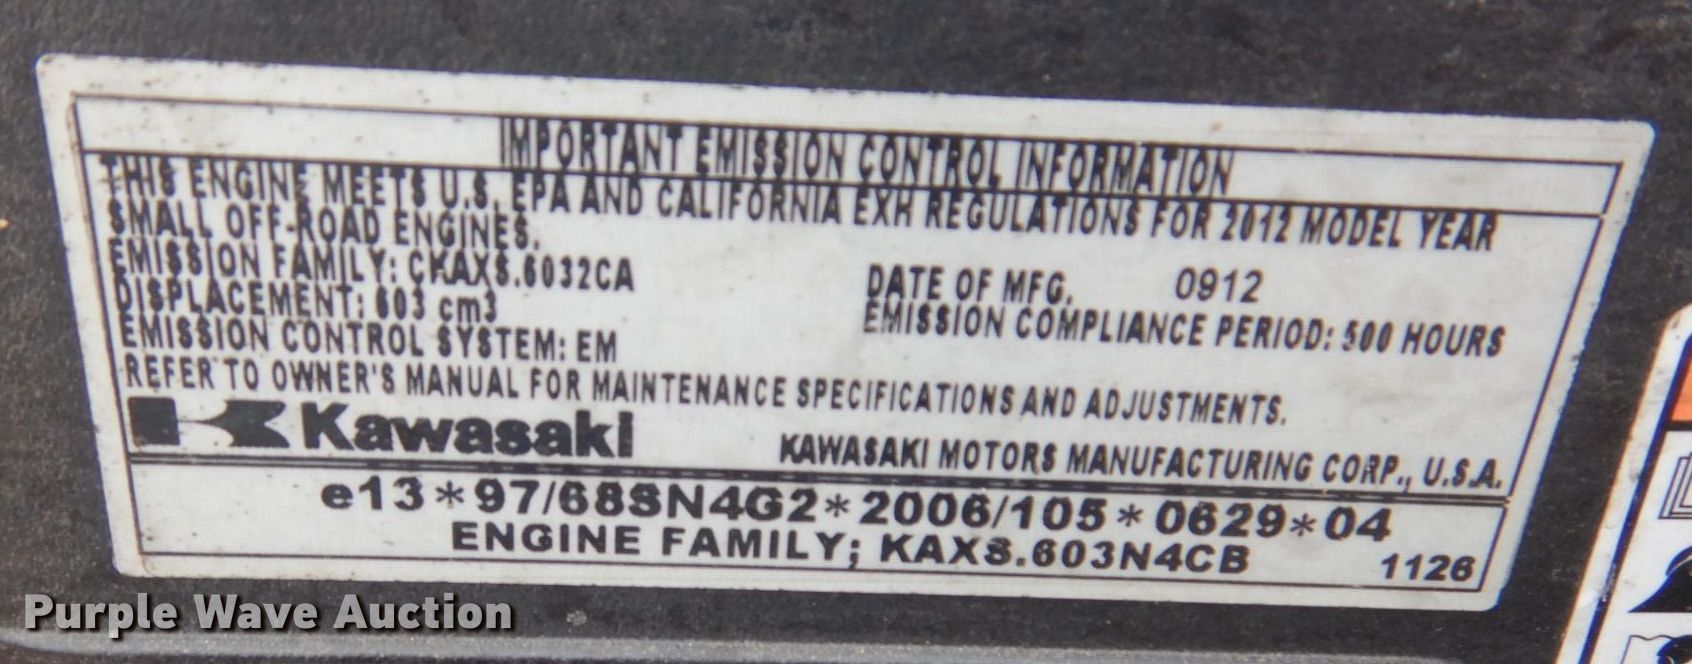 IMPORTANT EMISSION CONTROL INFORMATION
THIS ENGINE MEETS U.S. EPA AND CALIFORNIA EXH REGULATIONS FOR 2012 MODEL YEAR
SMALL OFF-ROAD ENGINES.
EMISSION FAMILY: CKAXS.6032CA DATE OF MFG. 0912
DISPLACEMENT: 603 cm3 EMISSION COMPLIANCE PERIOD: 500 HOURS
EMISSION CONTROL SYSTEM: EM
REFER TO OWNER'S MANUAL FOR MAINTENANCE SPECIFICATIONS AND ADJUSTMENTS.
Kawasaki KAWASAKI MOTORS MANUFACTURING CORP., U.S.A.
e13*97/68SN4G2*2006/105*0629*04
ENGINE FAMILY; KAXS.603N4CB 1126
Purple Wave Auction